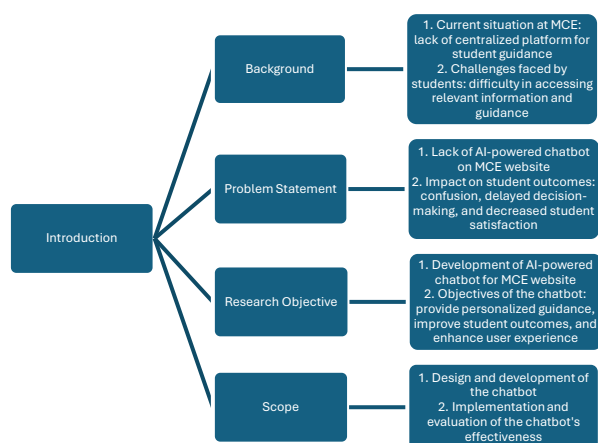 Introduction
Background
1. Current situation at MCE:
lack of centralized platform for
student guidance
2. Challenges faced by
students: difficulty in accessing
relevant information and
guidance
Problem Statement
1. Lack of AI-powered chatbot
on MCE website
2. Impact on student outcomes:
confusion, delayed decision-
making, and decreased student
satisfaction
Research Objective
1. Development of AI-powered
chatbot for MCE website
2. Objectives of the chatbot:
provide personalized guidance,
improve student outcomes, and
enhance user experience
Scope
1. Design and development of
the chatbot
2. Implementation and
evaluation of the chatbot's
effectiveness